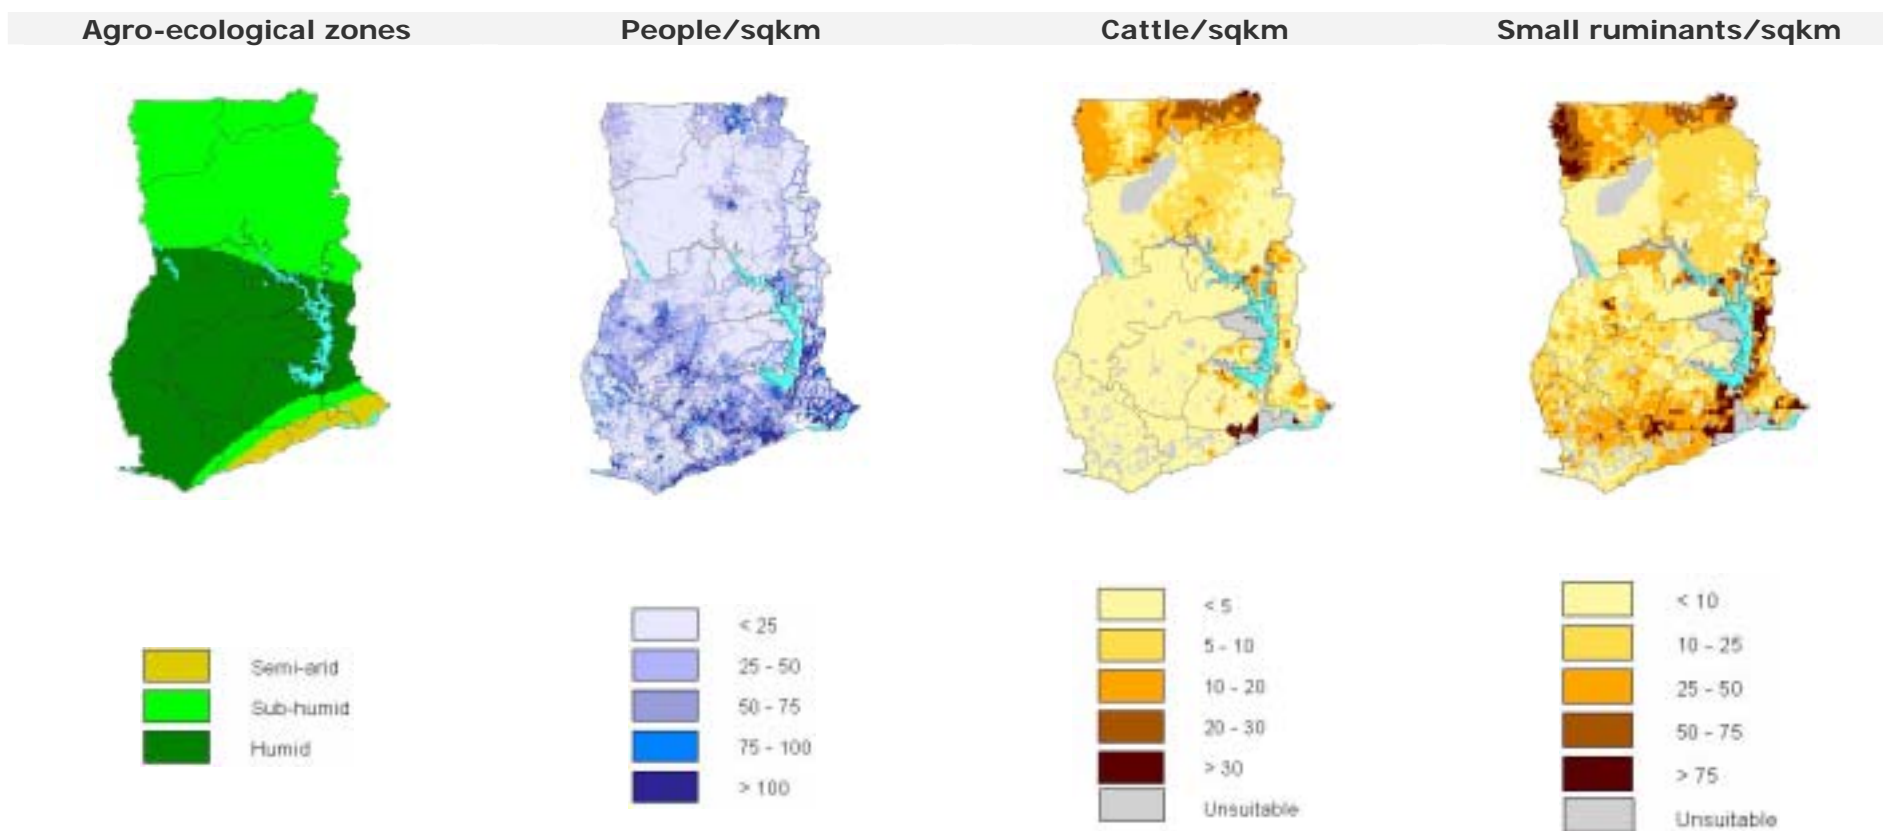 Agro-ecological zones
People/sqkm
Cattle/sqkm
Small ruminants/sqkm
Semi-arid
Sub-humid
Humid
< 25
25 - 50
50 - 75
75 - 100
> 100
< 5
5 - 10
10 - 20
20 - 30
> 30
Unsuitable
< 10
10 - 25
25 - 50
50 - 75
> 75
Unsuitable